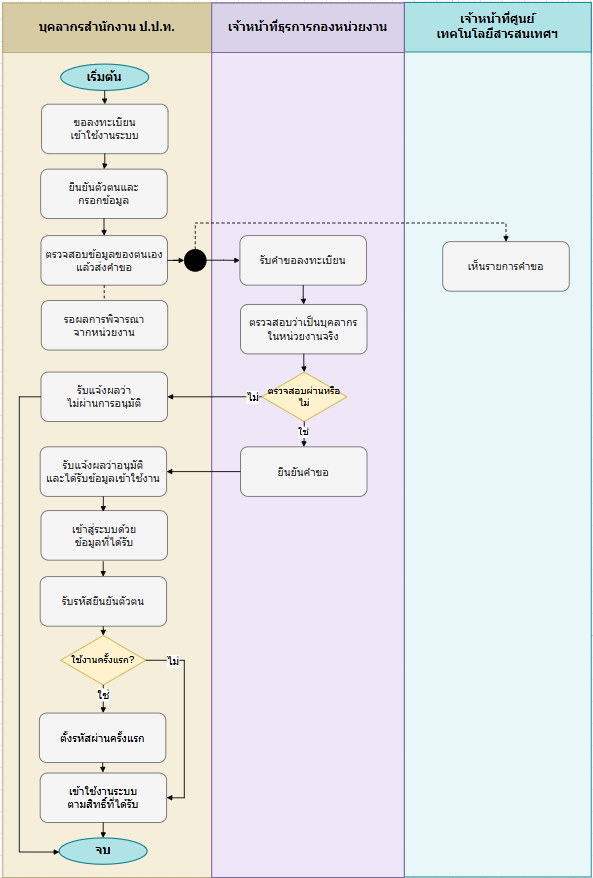 บุคลากรสำนักงาน ป.ป.ท.
เจ้าหน้าที่ธุรการกองหน่วยงาน
เจ้าหน้าที่ศูนย์
เทคโนโลยีสารสนเทศฯ
เริ่มต้น
ขอลงทะเบียน
เข้าใช้งานระบบ
ยืนยันตัวตนและ
กรอกข้อมูล
ตรวจสอบข้อมูลของตนเอง
แล้วส่งคำขอ
รับคำขอลงทะเบียน
เห็นรายการคำขอ
รอผลการพิจารณา
จากหน่วยงาน
ตรวจสอบว่าเป็นบุคลากร
ในหน่วยงานจริง
รับแจ้งผลว่า
ไม่ผ่านการอนุมัติ
ไม่
ตรวจสอบผ่านหรือ
ไม่
ใช่
รับแจ้งผลว่าอนุมัติ
และได้รับข้อมูลเข้าใช้งาน
ยืนยันคำขอ
เข้าสู่ระบบด้วย
ข้อมูลที่ได้รับ
รับรหัสยืนยันตัวตน
ใช้งานครั้งแรก?
ไม่
ใช่
ตั้งรหัสผ่านครั้งแรก
เข้าใช้งานระบบ
ตามสิทธิ์ที่ได้รับ
จบ